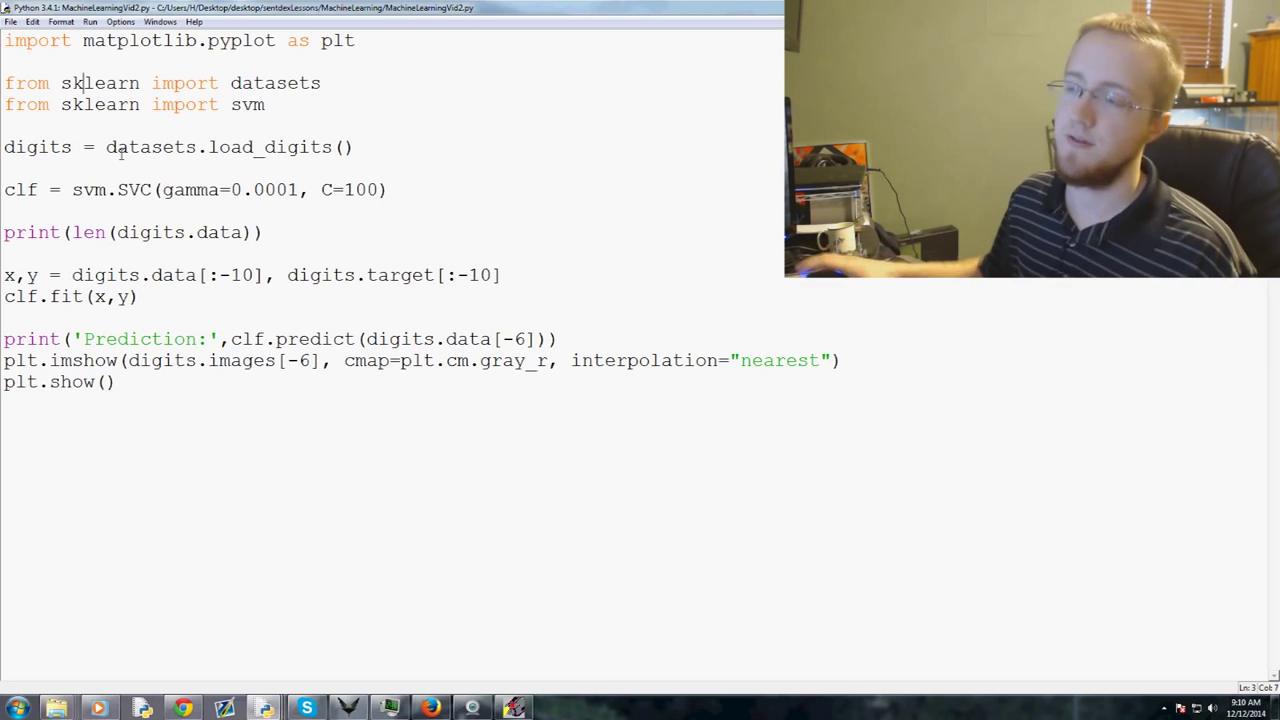 Python 3.4.1: MachineLearningVid2.py - C:/Users/H/Desktop/desktop/sentdexLessons/MachineLearning/MachineLearningVid2.py
File Edit Format Run Options Windows Help
import matplotlib.pyplot as plt
from sklearn import datasets
from sklearn import svm
digits = datasets.load_digits()
clf = svm.SVC(gamma=0.0001, C=100)
print(len(digits.data))
x,y = digits.data[:-10], digits.target[:-10]
clf.fit(x,y)
print('Prediction:',clf.predict(digits.data[-6]))
plt.imshow(digits.images[-6], cmap=plt.cm.gray_r, interpolation="nearest")
plt.show()
Ln: 3 Col: 7
9:10 AM
12/12/2014